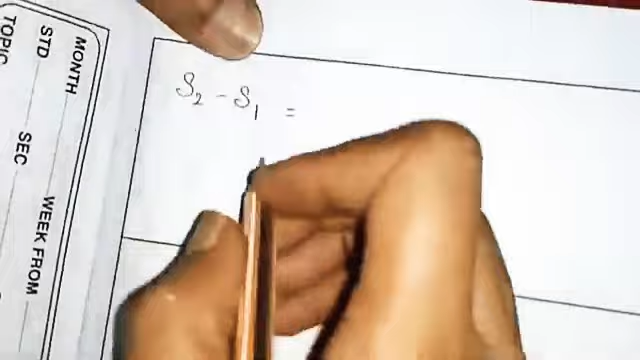 MONTH
STD
TOPIC
SEC
WEEK FROM
S₂ - S₁ =